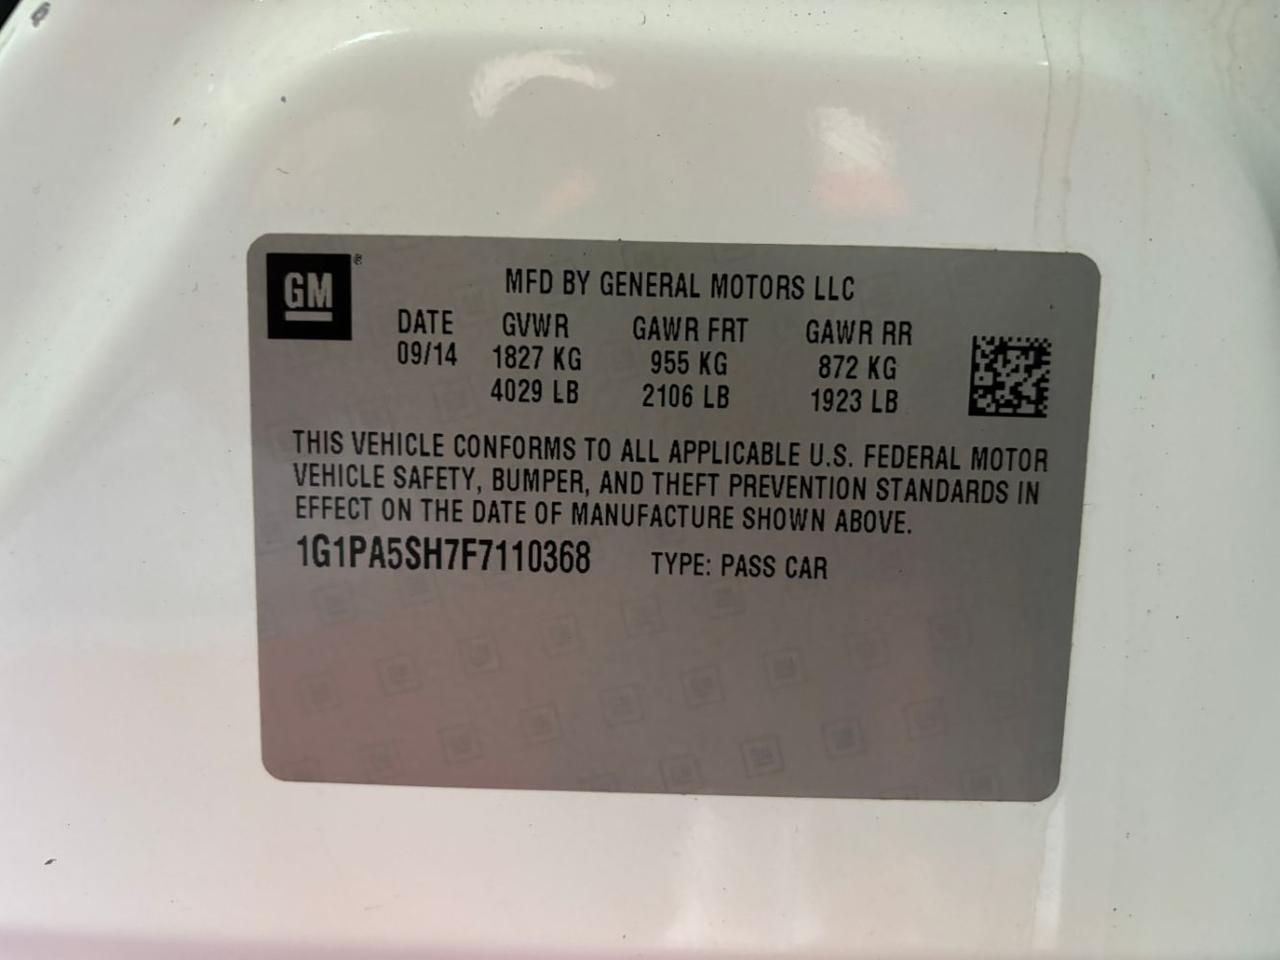 GM®
MFD BY GENERAL MOTORS LLC
DATE GVWR GAWR FRT GAWR RR
09/14 1827 KG 955 KG 872 KG
4029 LB 2106 LB 1923 LB
THIS VEHICLE CONFORMS TO ALL APPLICABLE U.S. FEDERAL MOTOR
VEHICLE SAFETY, BUMPER, AND THEFT PREVENTION STANDARDS IN
EFFECT ON THE DATE OF MANUFACTURE SHOWN ABOVE.
1G1PA5SH7F7110368 TYPE: PASS CAR